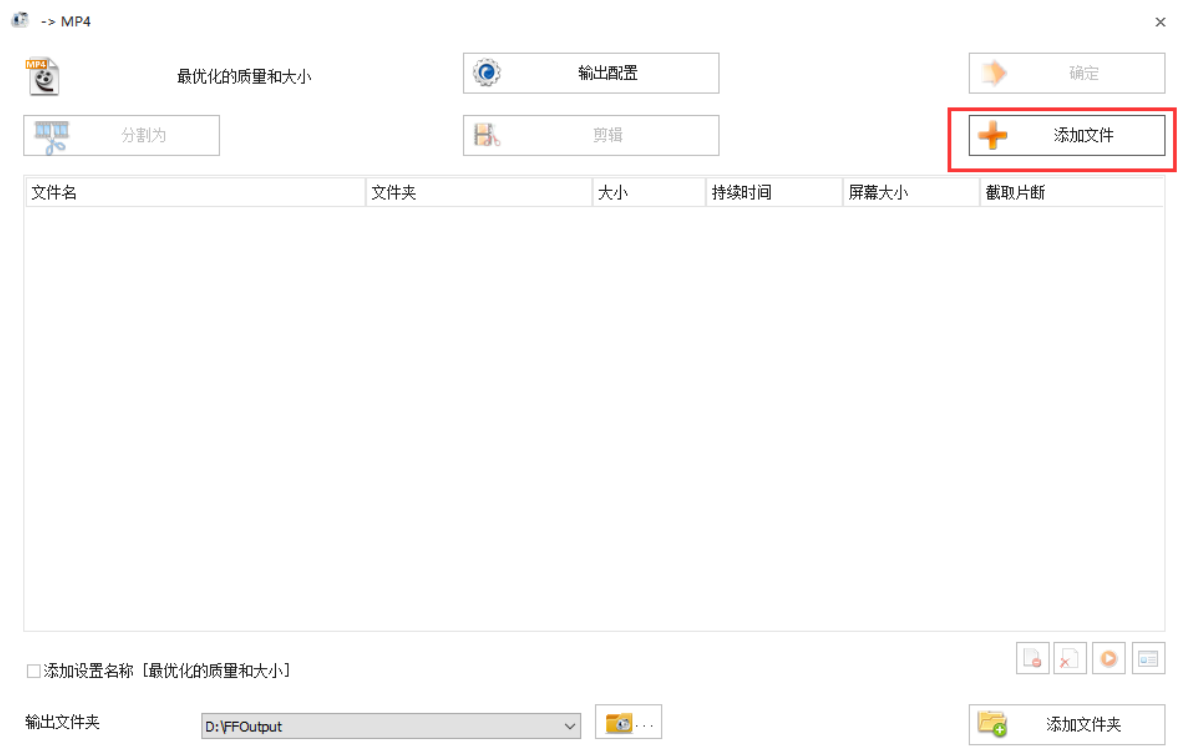 -> MP4
MP4
最优化的质量和大小
输出配置
确定
分割为
剪辑
添加文件
文件名
文件夹
大小
持续时间
屏幕大小
截取片断
添加设置名称 [最优化的质量和大小]
输出文件夹
D:\FFOutput
...
添加文件夹